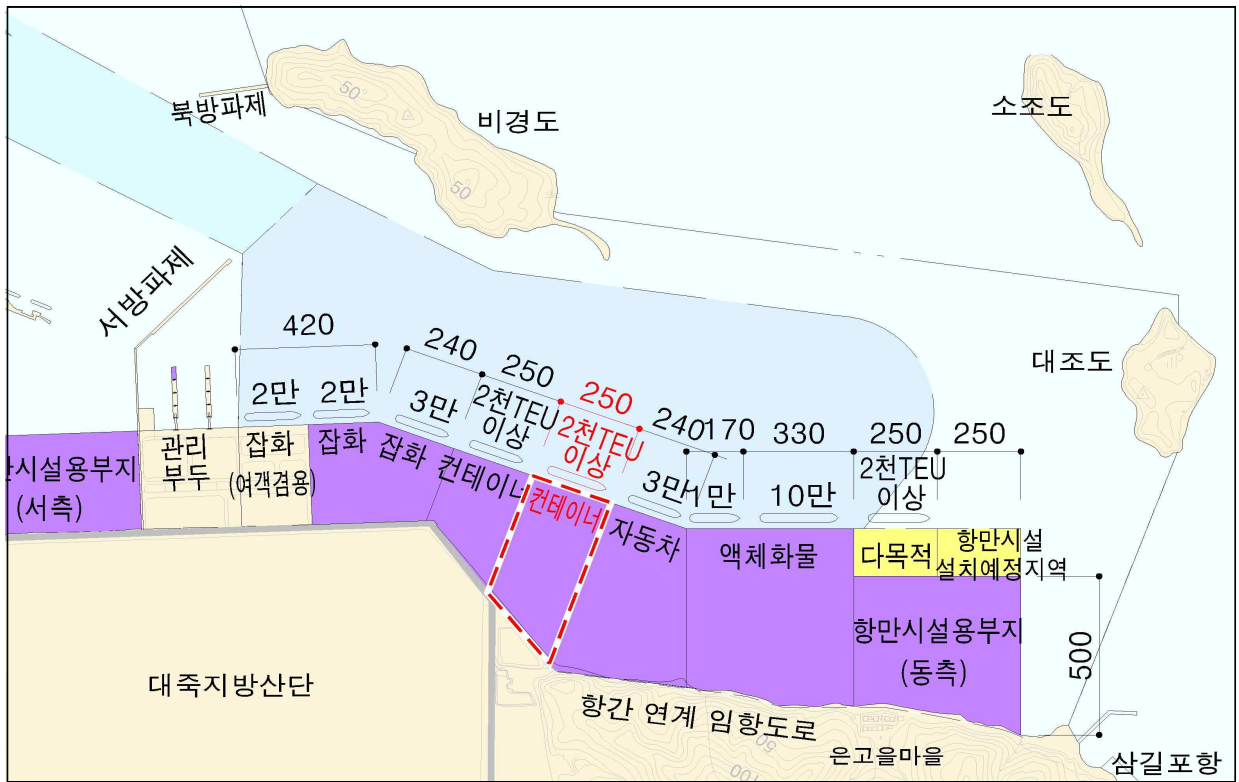 북방파제
비경도
소조도
서방파제
대조도
420
240
250
250
240
170
330
250
250
2만
2만
3만
2천TEU
이상
2천TEU
이상
3만
1만
10만
2천TEU
이상
만시설용부지
(서측)
관리
부두
잡화
(여객겸용)
잡화
잡화
컨테이너
컨테이너
자동차
액체화물
다목적
항만시설
설치예정지역
항만시설용부지
(동측)
500
대죽지방산단
항간 연계 임항도로
은고을마을
삼길포항
50
50
50
100